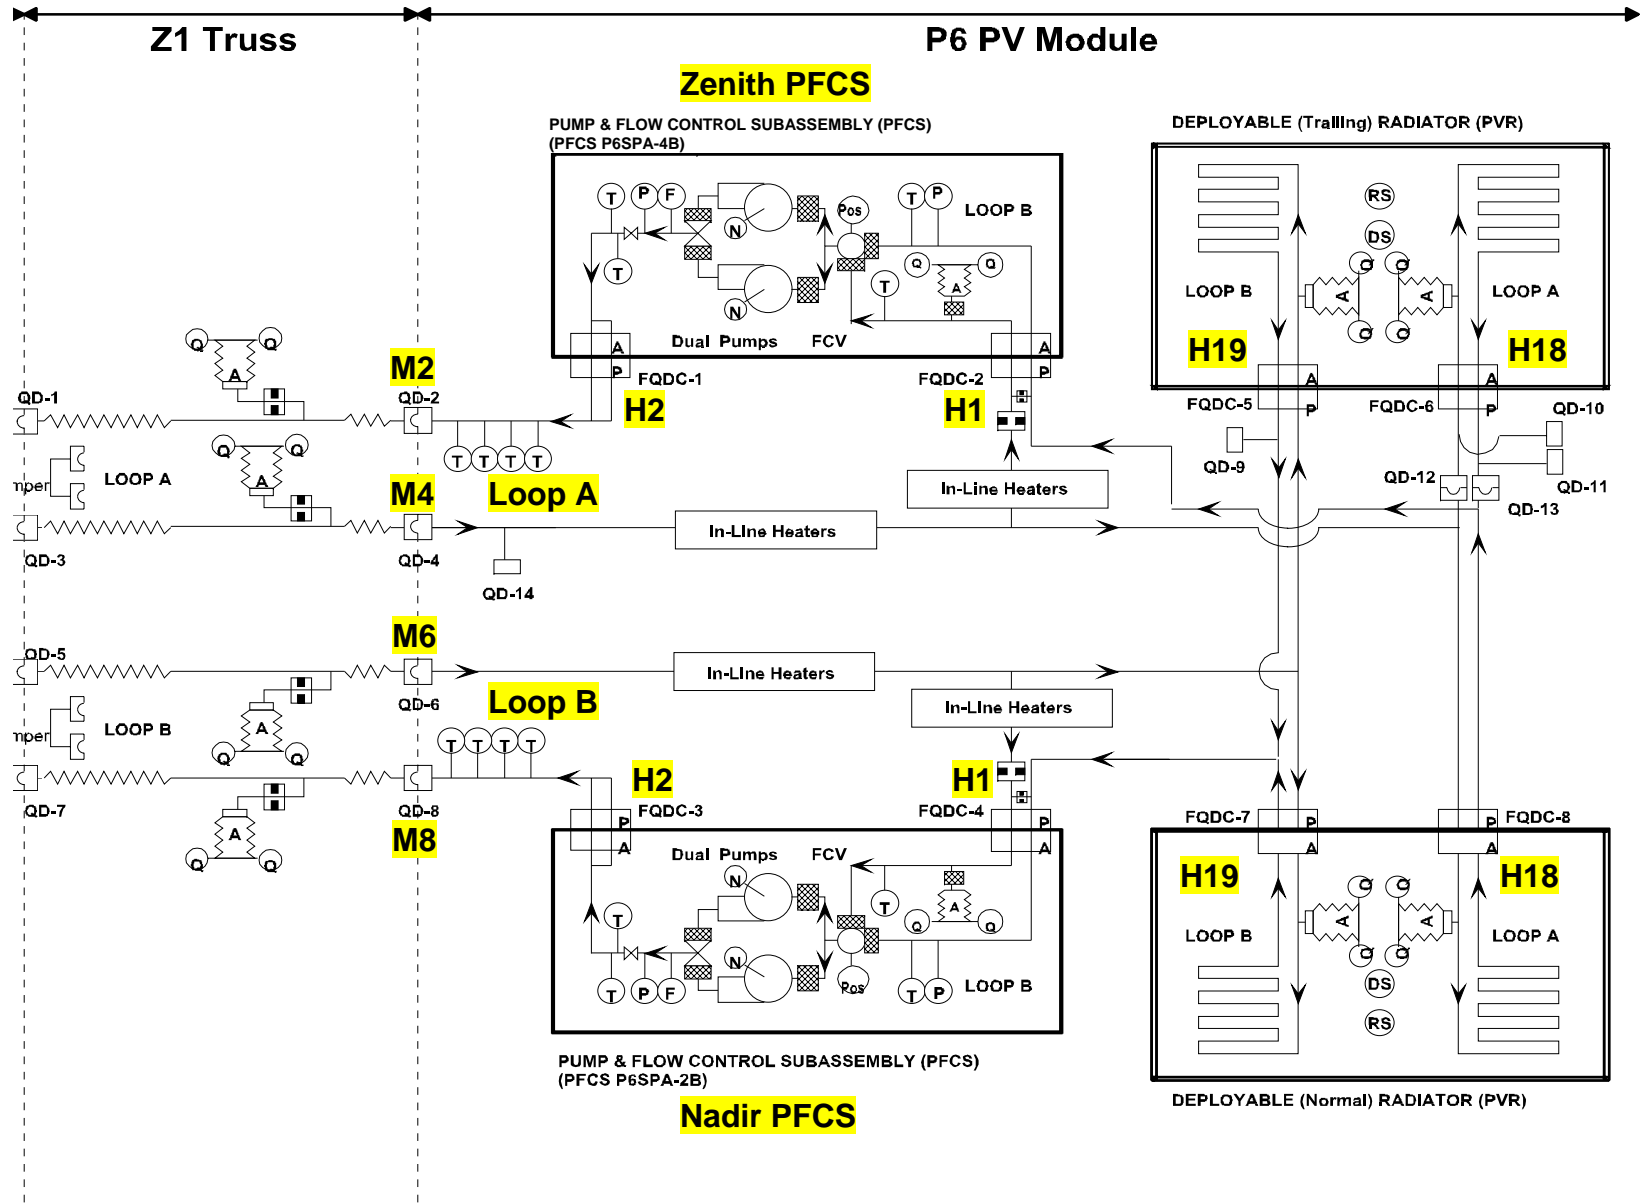 Z1 Truss
P6 PV Module
Zenith PFCS
PUMP & FLOW CONTROL SUBASSEMBLY (PFCS)
(PFCS P6SPA-4B)
DEPLOYABLE (Trailing) RADIATOR (PVR)
T P F N Pos T P LOOP B
T N T Q Q A
Dual Pumps FCV
A A
P P
FQDC-1 FQDC-2
H2 H1
RS
DS
Q Q
LOOP B A A LOOP A
Q Q
H19 H18
A A
FQDC-5 P FQDC-6 P
QD-9
QD-10
QD-11
QD-12
QD-13
Q Q
A
M2
QD-1 QD-2
T T T T
Q Q
A
LOOP A
mper
M4
Loop A
In-Line Heaters
In-Line Heaters
QD-3 QD-4
QD-14
M6
QD-5
QD-6
In-Line Heaters
In-Line Heaters
Loop B
LOOP B
mper
A
Q Q
T T T T
QD-7 QD-8
M8
A
Q Q
H2 H1
FQDC-3 FQDC-4
P P
A A
Dual Pumps FCV
T N T A
Q Q
T P F N Pos T P LOOP B
PUMP & FLOW CONTROL SUBASSEMBLY (PFCS)
(PFCS P6SPA-2B)
Nadir PFCS
FQDC-7 P P FQDC-8
A A
H19 H18
Q Q
LOOP B A A LOOP A
Q Q
DS
RS
DEPLOYABLE (Normal) RADIATOR (PVR)